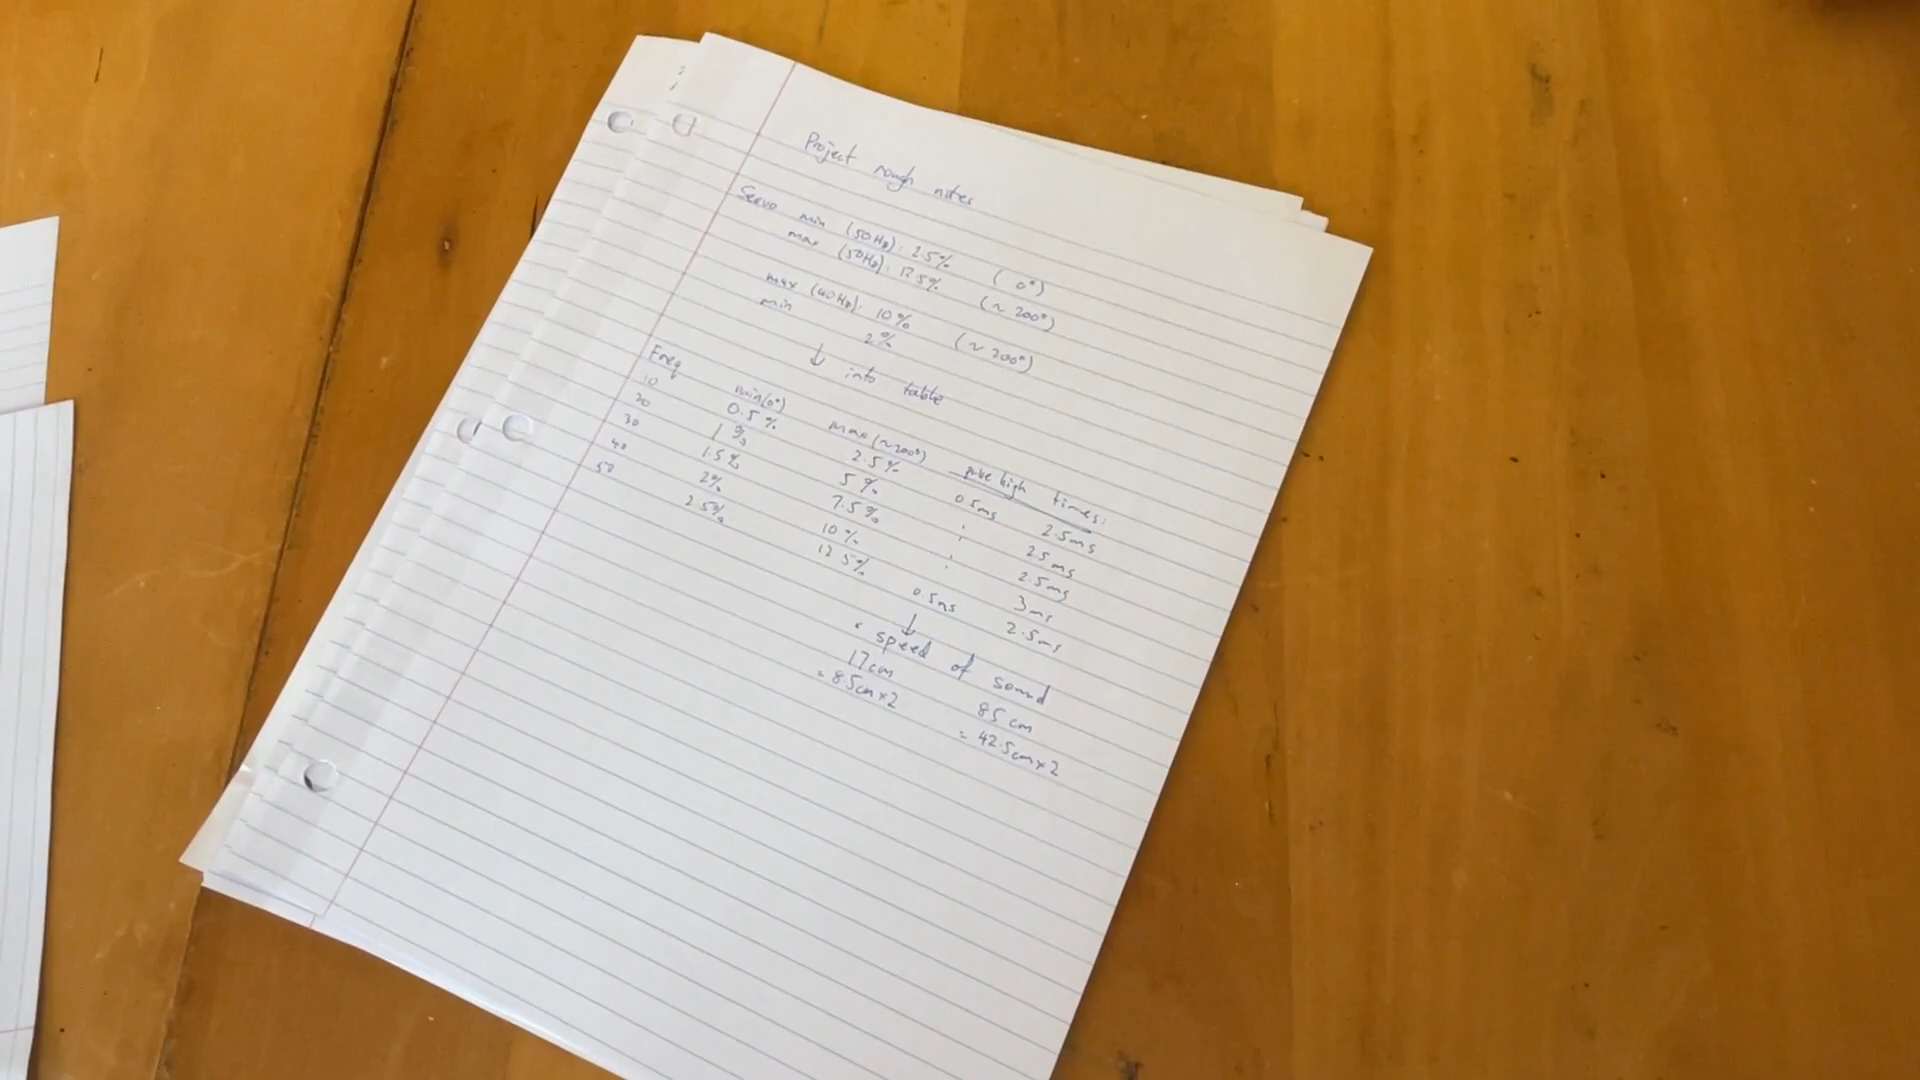 Project rough notes
Servo min (50Hz): 2.5% (0°)
max (50Hz): 12.5% (~200°)
max (40Hz): 10% (~200°)
min 2%
↓ into table
Freq min(0°) max(~200°) pulse high times:
10 0.5% 2.5% 0.5ms 2.5ms
20 1% 5% : 2.5ms
30 1.5% 7.5% : 2.5ms
40 2% 10% : 3ms
50 2.5% 12.5% 0.5ms 2.5ms
↓
speed of sound
17cm 85cm
= 8.5cm×2 = 42.5cm×2